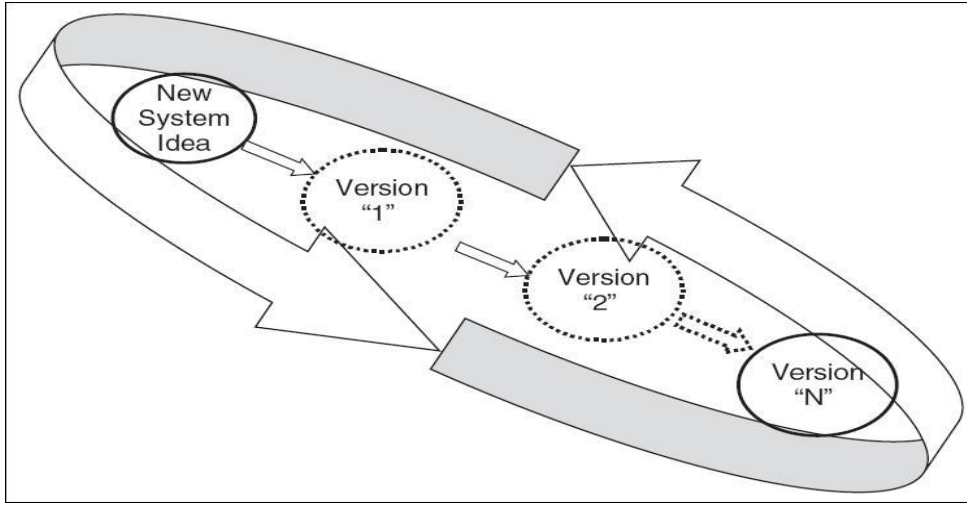 New
System
Idea
Version
“1”
Version
“2”
Version
“N”